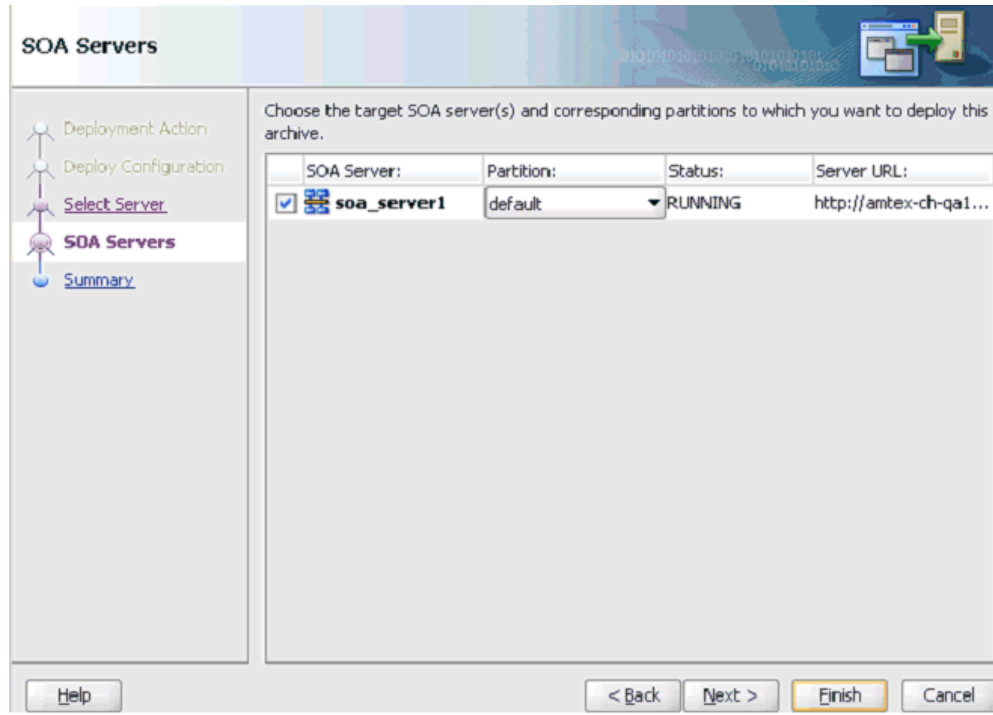 SOA Servers
Choose the target SOA server(s) and corresponding partitions to which you want to deploy this
archive.
Deployment Action
Deploy Configuration
Select Server
SOA Servers
Summary
SOA Server: Partition: Status: Server URL:
soa_server1 default RUNNING http://amtex-ch-qa1...
Help < Back Next > Finish Cancel